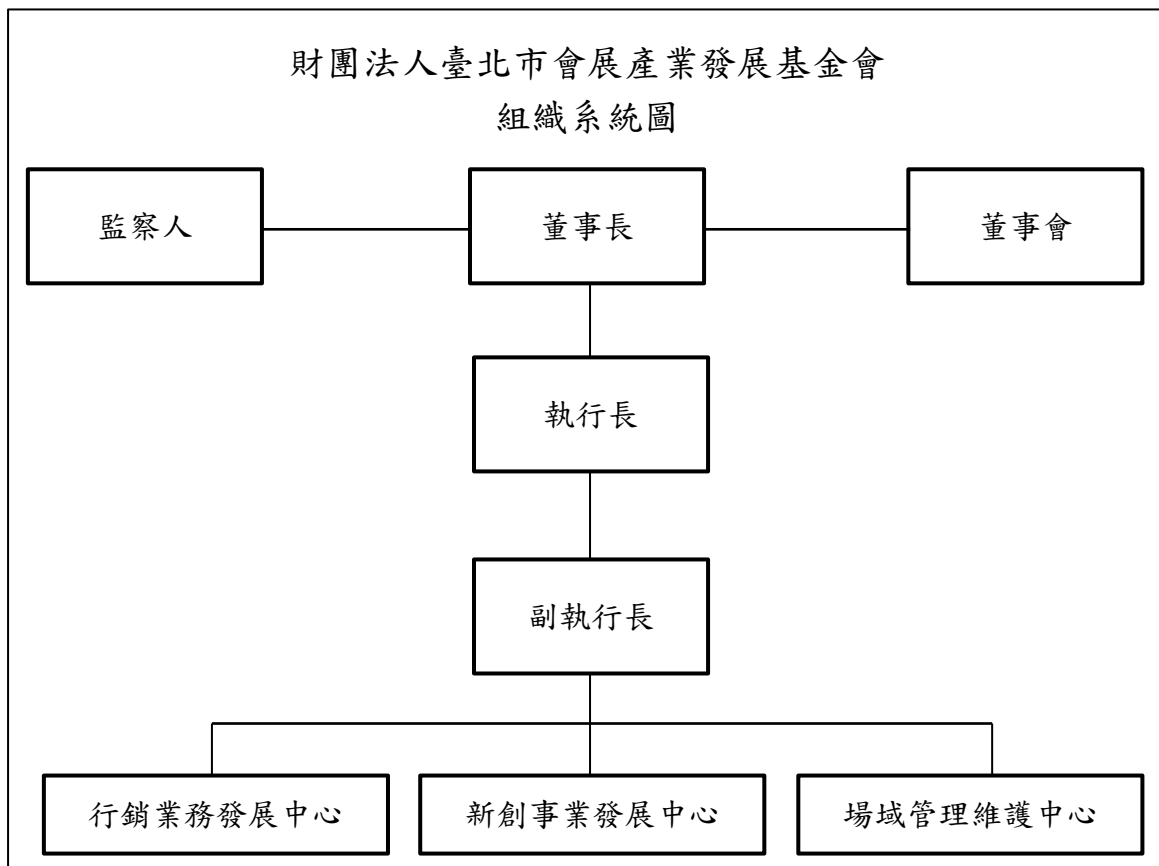 財團法人臺北市會展產業發展基金會
組織系統圖
監察人
董事長
董事會
執行長
副執行長
行銷業務發展中心
新創事業發展中心
場域管理維護中心